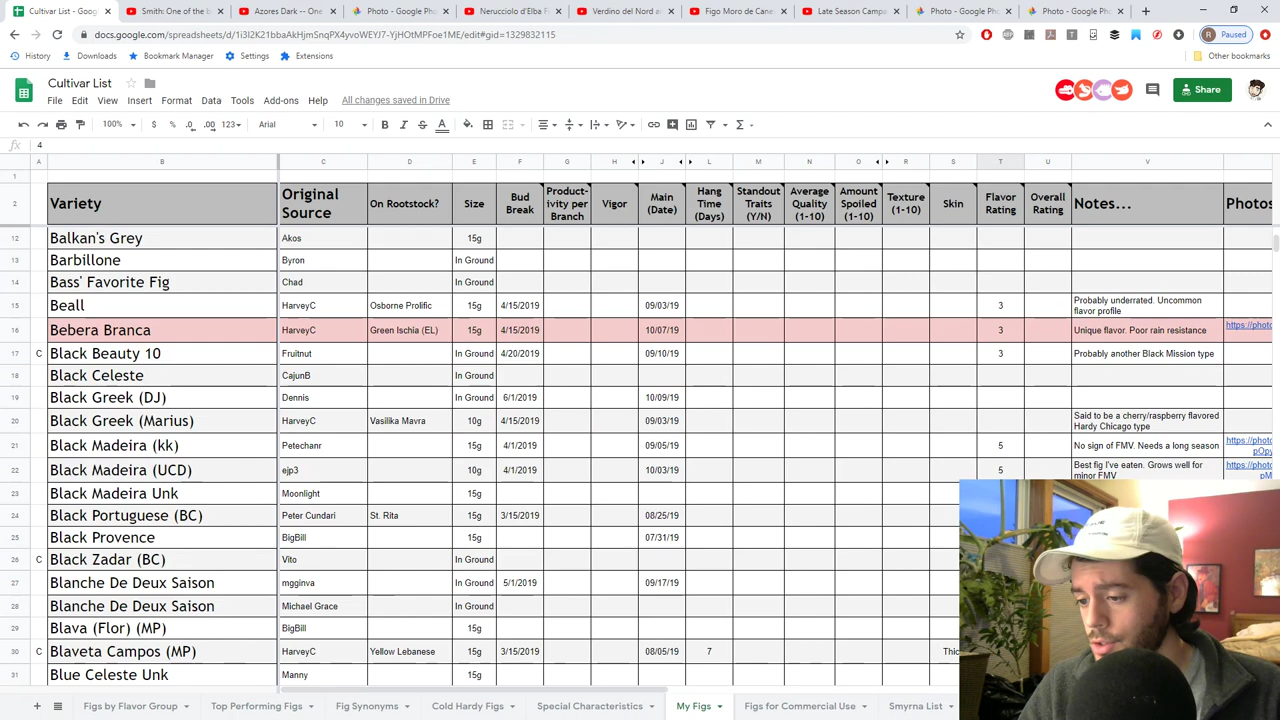 Cultivar List - Goog
Smith: One of the b
Azores Dark -- One
Photo - Google Ph
Nerucciolo d'Elba F
Verdino del Nord a
Figo Moro de Cane
Late Season Campa
Photo - Google Ph
Photo - Google Ph
docs.google.com/spreadsheets/d/1i3I2K21bbaAkHjmSnqPX4yvoWEYJ7-YjHOtMPFoe1ME/edit#gid=1329832115
R Paused
History Downloads Bookmark Manager Settings Extensions Other bookmarks
Cultivar List
File Edit View Insert Format Data Tools Add-ons Help All changes saved in Drive
Share
100% $ % .0 .00 123 Arial 10 B I S A
fx 4
A B C D E F G H J L M N O R S T U V
1
2 Variety Original Source On Rootstock? Size Bud Break Product-ivity per Branch Vigor Main (Date) Hang Time (Days) Standout Traits (Y/N) Average Quality (1-10) Amount Spoiled (1-10) Texture (1-10) Skin Flavor Rating Overall Rating Notes... Photos
12 Balkan's Grey Akos 15g
13 Barbillone Byron In Ground
14 Bass' Favorite Fig Chad In Ground
15 Beall HarveyC Osborne Prolific 15g 4/15/2019 09/03/19 3 Probably underrated. Uncommon flavor profile
16 Bebera Branca HarveyC Green Ischia (EL) 15g 4/15/2019 10/07/19 3 Unique flavor. Poor rain resistance https://phot
17 C Black Beauty 10 Fruitnut In Ground 4/20/2019 09/10/19 3 Probably another Black Mission type
18 Black Celeste CajunB In Ground
19 Black Greek (DJ) Dennis In Ground 6/1/2019 10/09/19
20 Black Greek (Marius) HarveyC Vasilika Mavra 10g 4/15/2019 09/03/19 Said to be a cherry/raspberry flavored Hardy Chicago type
21 Black Madeira (kk) Petechanr 15g 4/1/2019 09/05/19 5 No sign of FMV. Needs a long season https://photo pOpy
22 Black Madeira (UCD) ejp3 10g 4/1/2019 10/03/19 5 Best fig I've eaten. Grows well for minor FMV https://photo pM
23 Black Madeira Unk Moonlight 15g
24 Black Portuguese (BC) Peter Cundari St. Rita 15g 3/15/2019 08/25/19
25 Black Provence BigBill 15g 07/31/19
26 C Black Zadar (BC) Vito In Ground
27 Blanche De Deux Saison mgginva In Ground 5/1/2019 09/17/19
28 Blanche De Deux Saison Michael Grace In Ground
29 Blava (Flor) (MP) BigBill 15g
30 C Blaveta Campos (MP) HarveyC Yellow Lebanese 15g 3/15/2019 08/05/19 7 Thic
31 Blue Celeste Unk Manny 15g
Figs by Flavor Group Top Performing Figs Fig Synonyms Cold Hardy Figs Special Characteristics My Figs Figs for Commercial Use Smyrna List